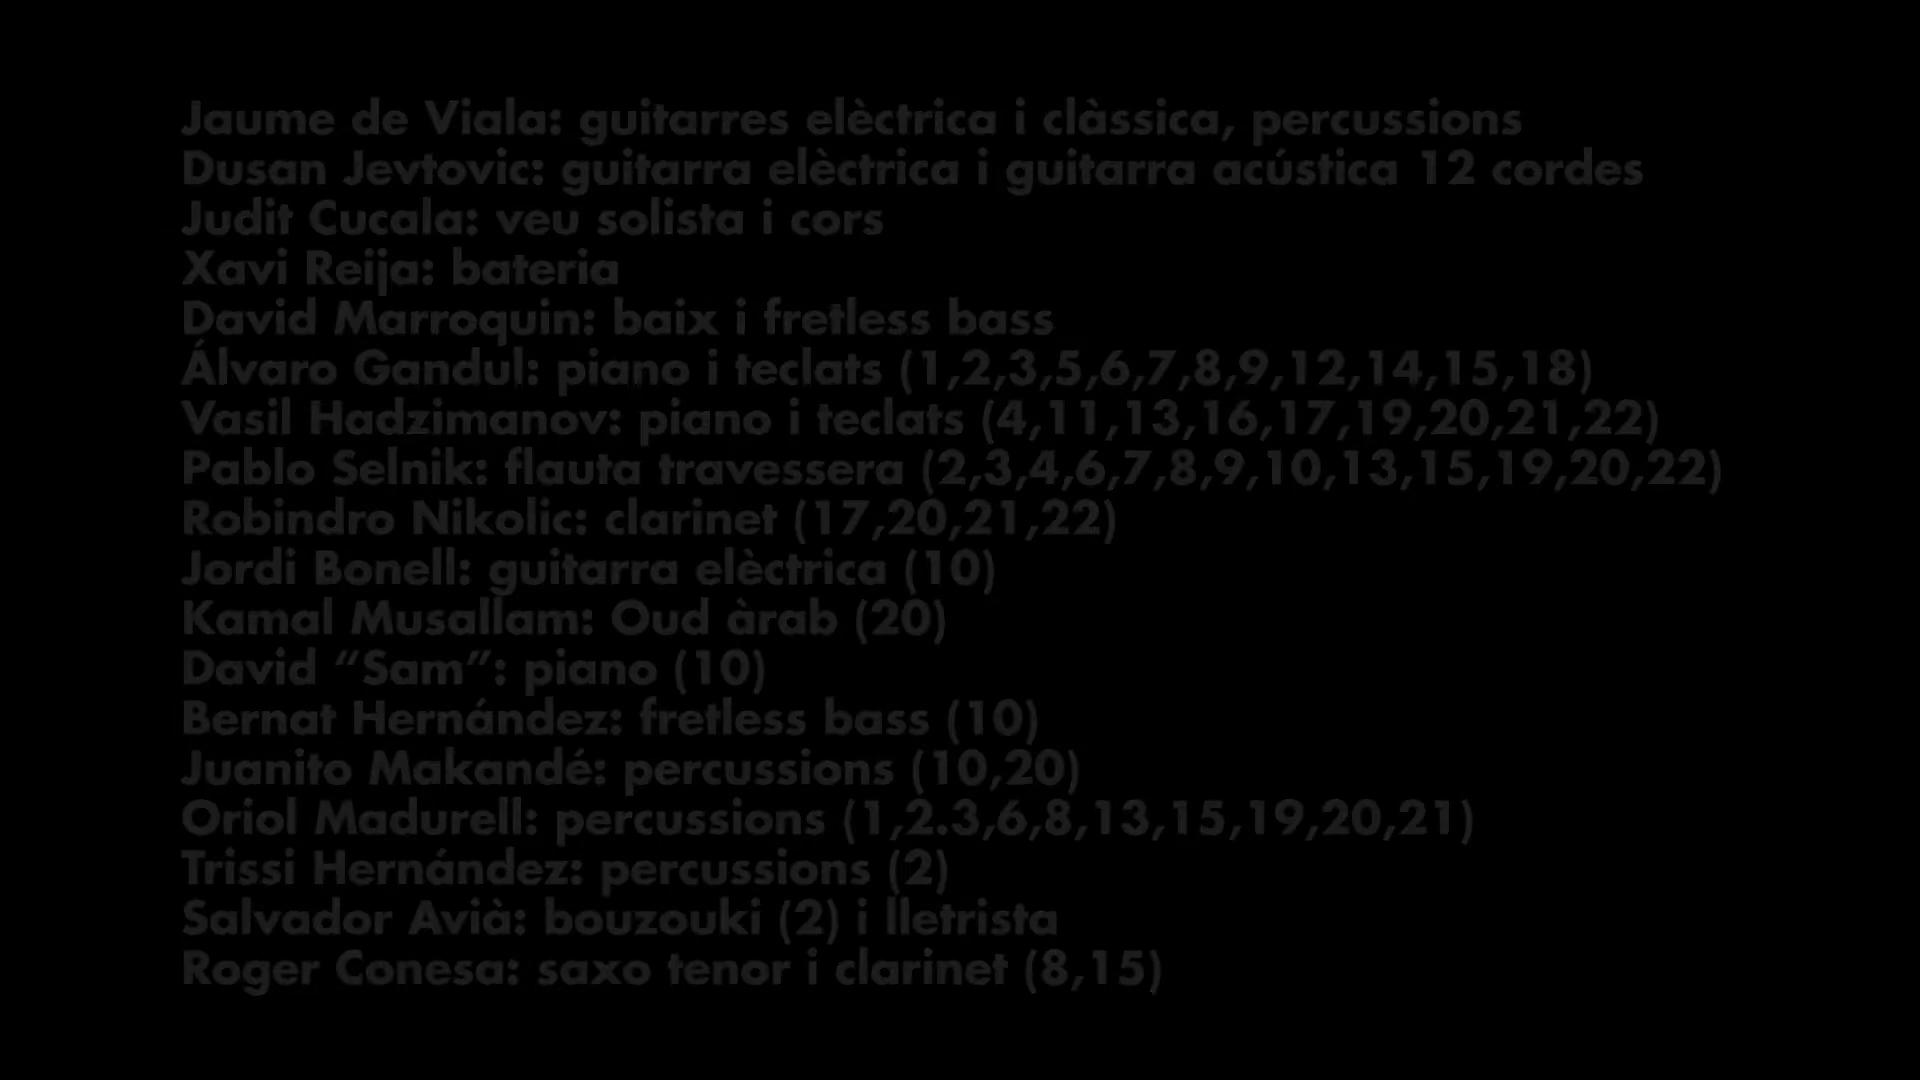 Jaume de Viala: guitarres elèctrica i clàssica, percussions
Dusan Jevtovic: guitarra elèctrica i guitarra acústica 12 cordes
Judit Cucala: veu solista i cors
Xavi Reija: bateria
David Marroquin: baix i fretless bass
Álvaro Gandul: piano i teclats (1,2,3,5,6,7,8,9,12,14,15,18)
Vasil Hadzimanov: piano i teclats (4,11,13,16,17,19,20,21,22)
Pablo Selnik: flauta travessera (2,3,4,6,7,8,9,10,13,15,19,20,22)
Robindro Nikolic: clarinet (17,20,21,22)
Jordi Bonell: guitarra elèctrica (10)
Kamal Musallam: Oud àrab (20)
David “Sam”: piano (10)
Bernat Hernández: fretless bass (10)
Juanito Makandé: percussions (10,20)
Oriol Madurell: percussions (1,2.3,6,8,13,15,19,20,21)
Trissi Hernández: percussions (2)
Salvador Avià: bouzouki (2) i lletrista
Roger Conesa: saxo tenor i clarinet (8,15)